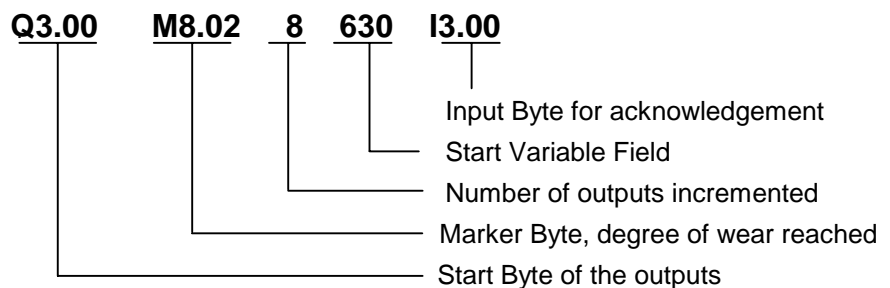 Q3.00 M8.02 8 630 I3.00
Input Byte for acknowledgement
Start Variable Field
Number of outputs incremented
Marker Byte, degree of wear reached
Start Byte of the outputs